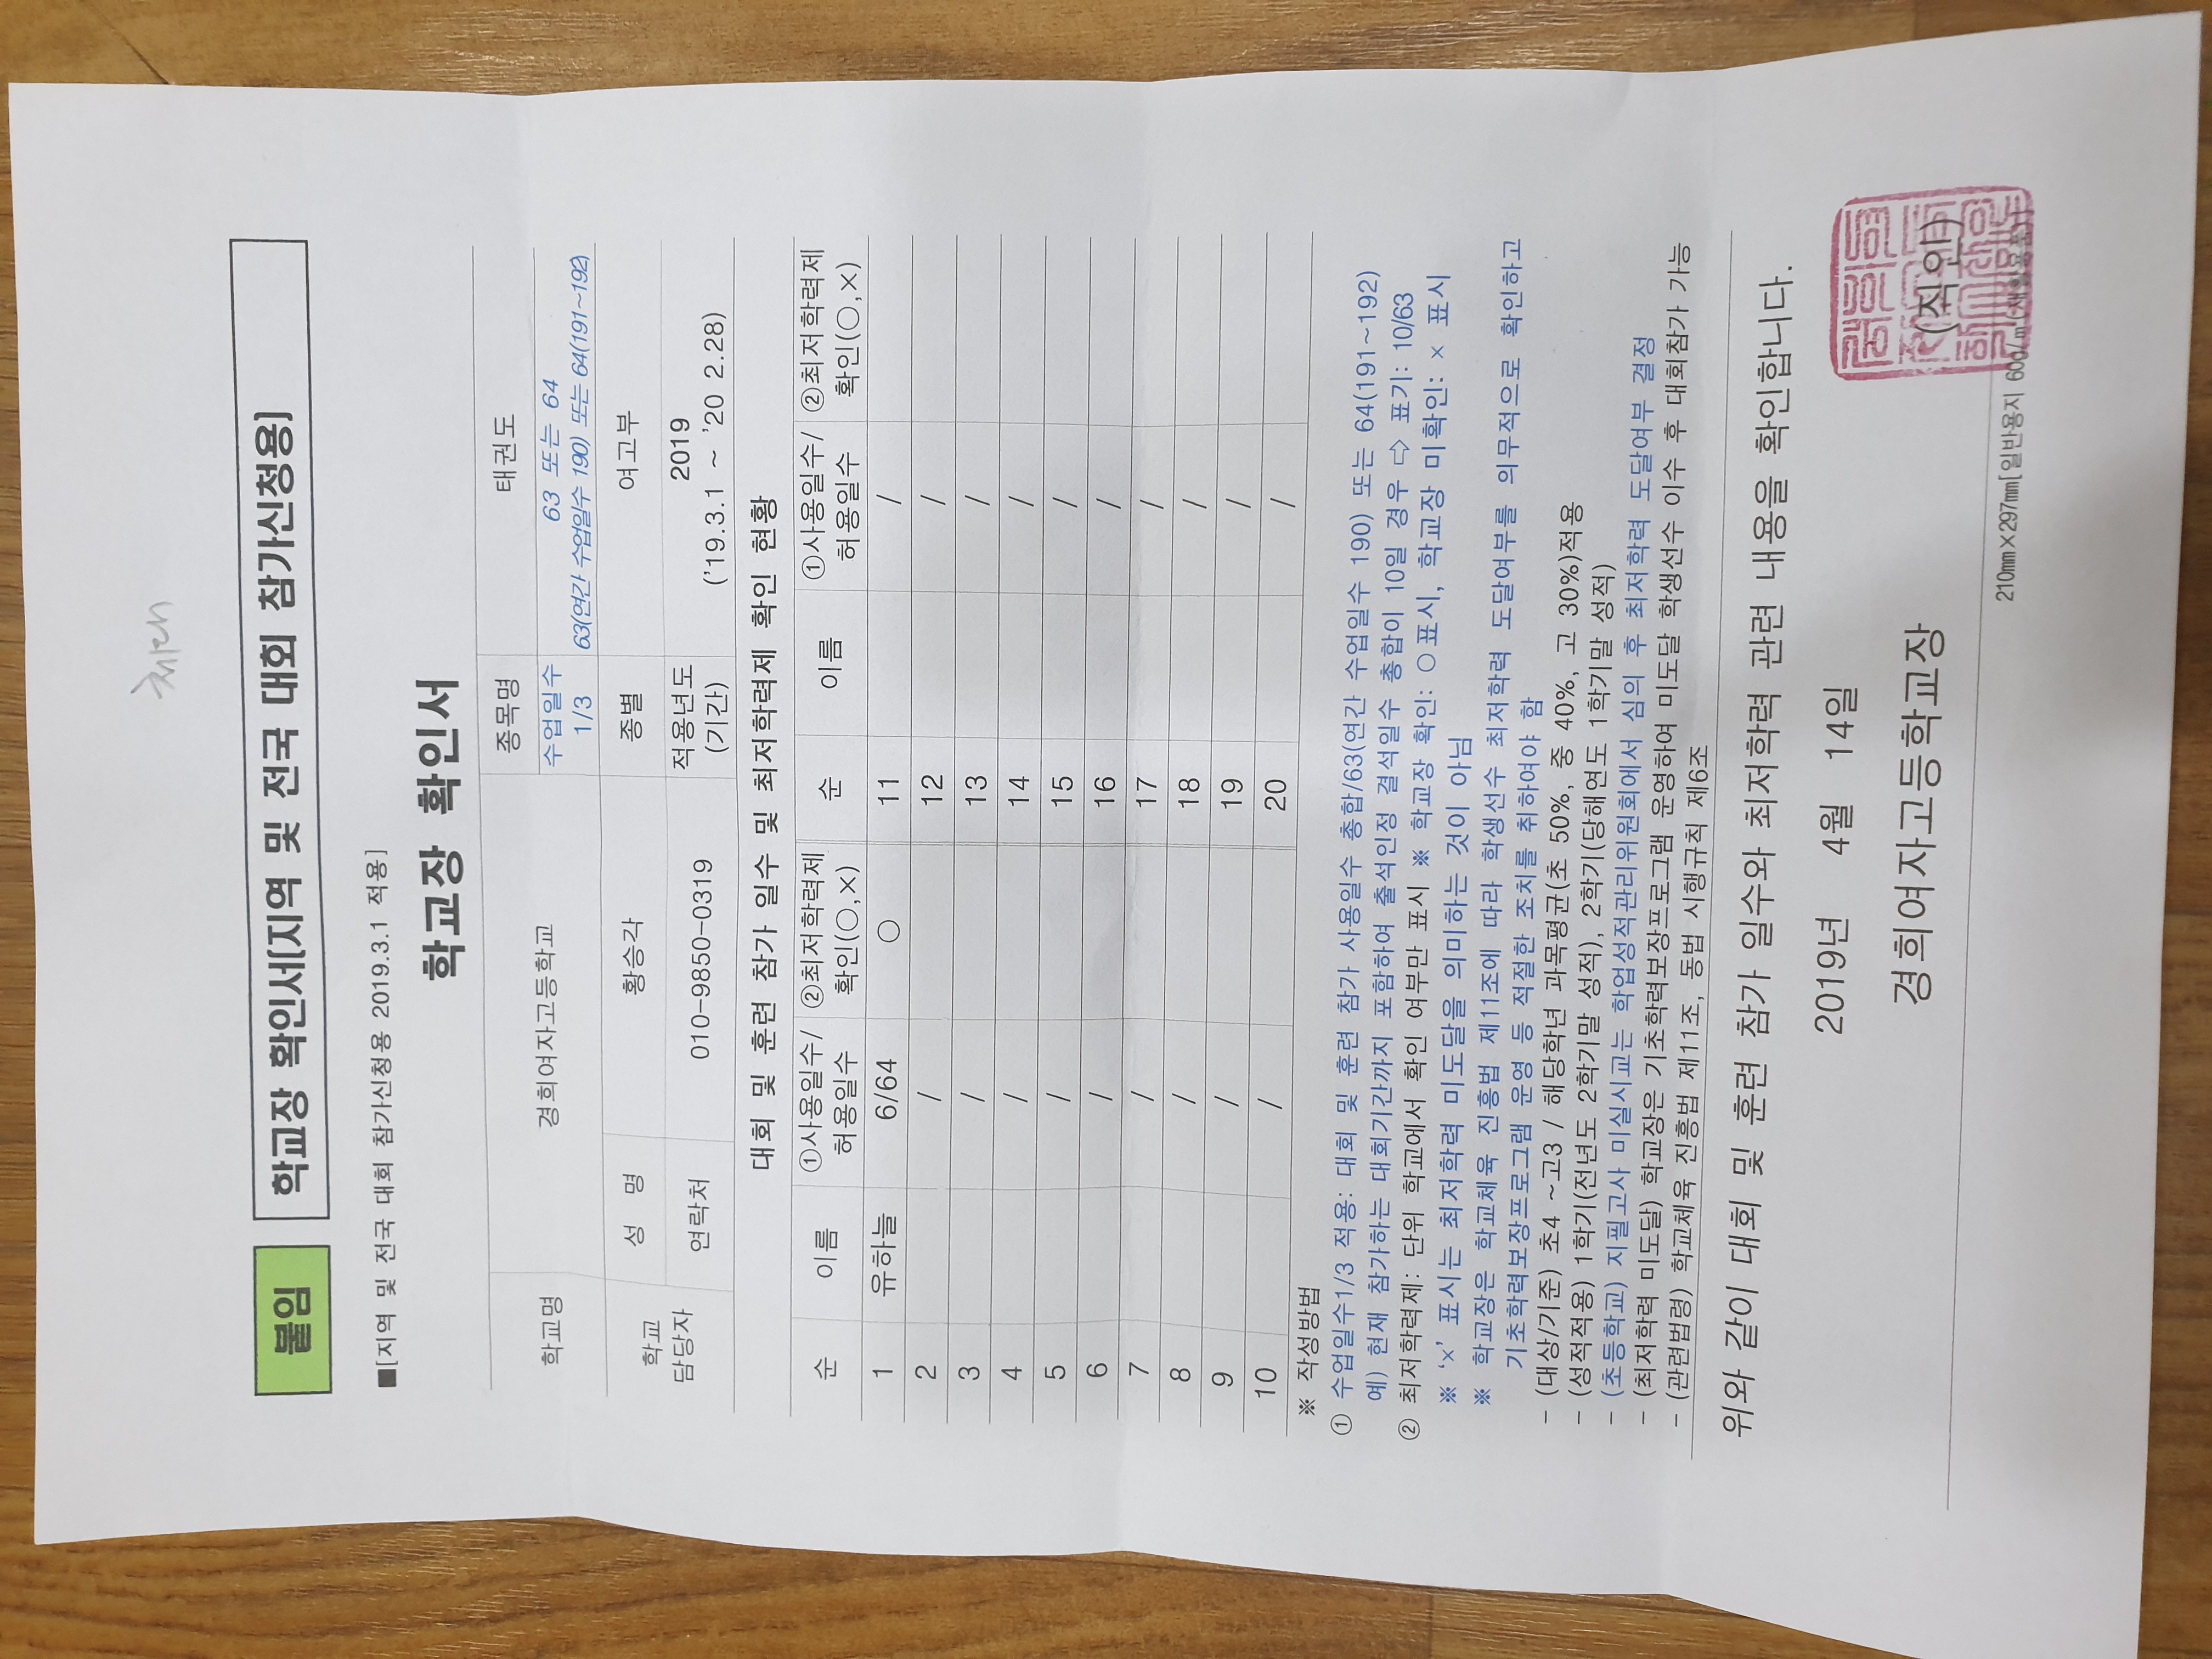 붙임 학교장 확인서[지역 및 전국 대회 참가신청용]
■[지역 및 전국 대회 참가신청용 2019.3.1 적용]
학교장 확인서
학교명 경희여자고등학교 종목명 태권도
수업일수 1/3 63 또는 64
63(연간 수업일수 190) 또는 64(191~192)
학교 담당자 성 명 황승각 종별 여고부
연락처 010-9850-0319 적용년도 (기간) 2019
('19.3.1 ~ '20 2.28)
대회 및 훈련 참가 일수 및 최저학력제 확인 현황
순 이름 ①사용일수/허용일수 ②최저학력제 확인(○,×) 순 이름 ①사용일수/허용일수 ②최저학력제 확인(○,×)
1 유하늘 6/64 ○ 11 /
2 / 12 /
3 / 13 /
4 / 14 /
5 / 15 /
6 / 16 /
7 / 17 /
8 / 18 /
9 / 19 /
10 / 20 /
※ 작성방법
① 수업일수1/3 적용: 대회 및 훈련 참가 사용일수 총합/63(연간 수업일수 190) 또는 64(191~192)
예) 현재 참가하는 대회기간까지 포함하여 출석인정 결석일수 총합이 10일 경우 ⇨ 표기: 10/63
② 최저학력제: 단위 학교에서 확인 여부만 표시 ※ 학교장 확인: ○표시, 학교장 미확인: × 표시
※ '×' 표시는 최저학력 미도달을 의미하는 것이 아님
※ 학교장은 학교체육 진흥법 제11조에 따라 학생선수 최저학력 도달여부를 의무적으로 확인하고
기초학력보장프로그램 운영 등 적절한 조치를 취하여야 함
- (대상/기준) 초4 ~고3 / 해당학년 과목평균(초 50%, 중 40%, 고 30%)적용
- (성적적용) 1학기(전년도 2학기말 성적), 2학기(당해연도 1학기말 성적)
- (초등학교) 지필고사 미실시교는 학업성적관리위원회에서 심의 후 최저학력 도달여부 결정
- (최저학력 미도달) 학교장은 기초학력보장프로그램 운영하여 미도달 학생선수 이수 후 대회참가 가능
- (관련법령) 학교체육 진흥법 제11조, 동법 시행규칙 제6조
위와 같이 대회 및 훈련 참가 일수와 최저학력 관련 내용을 확인합니다.
2019년 4월 14일
경희여자고등학교장 (직인)
210㎜×297㎜[일반용지 60g/㎡(재활용품)]